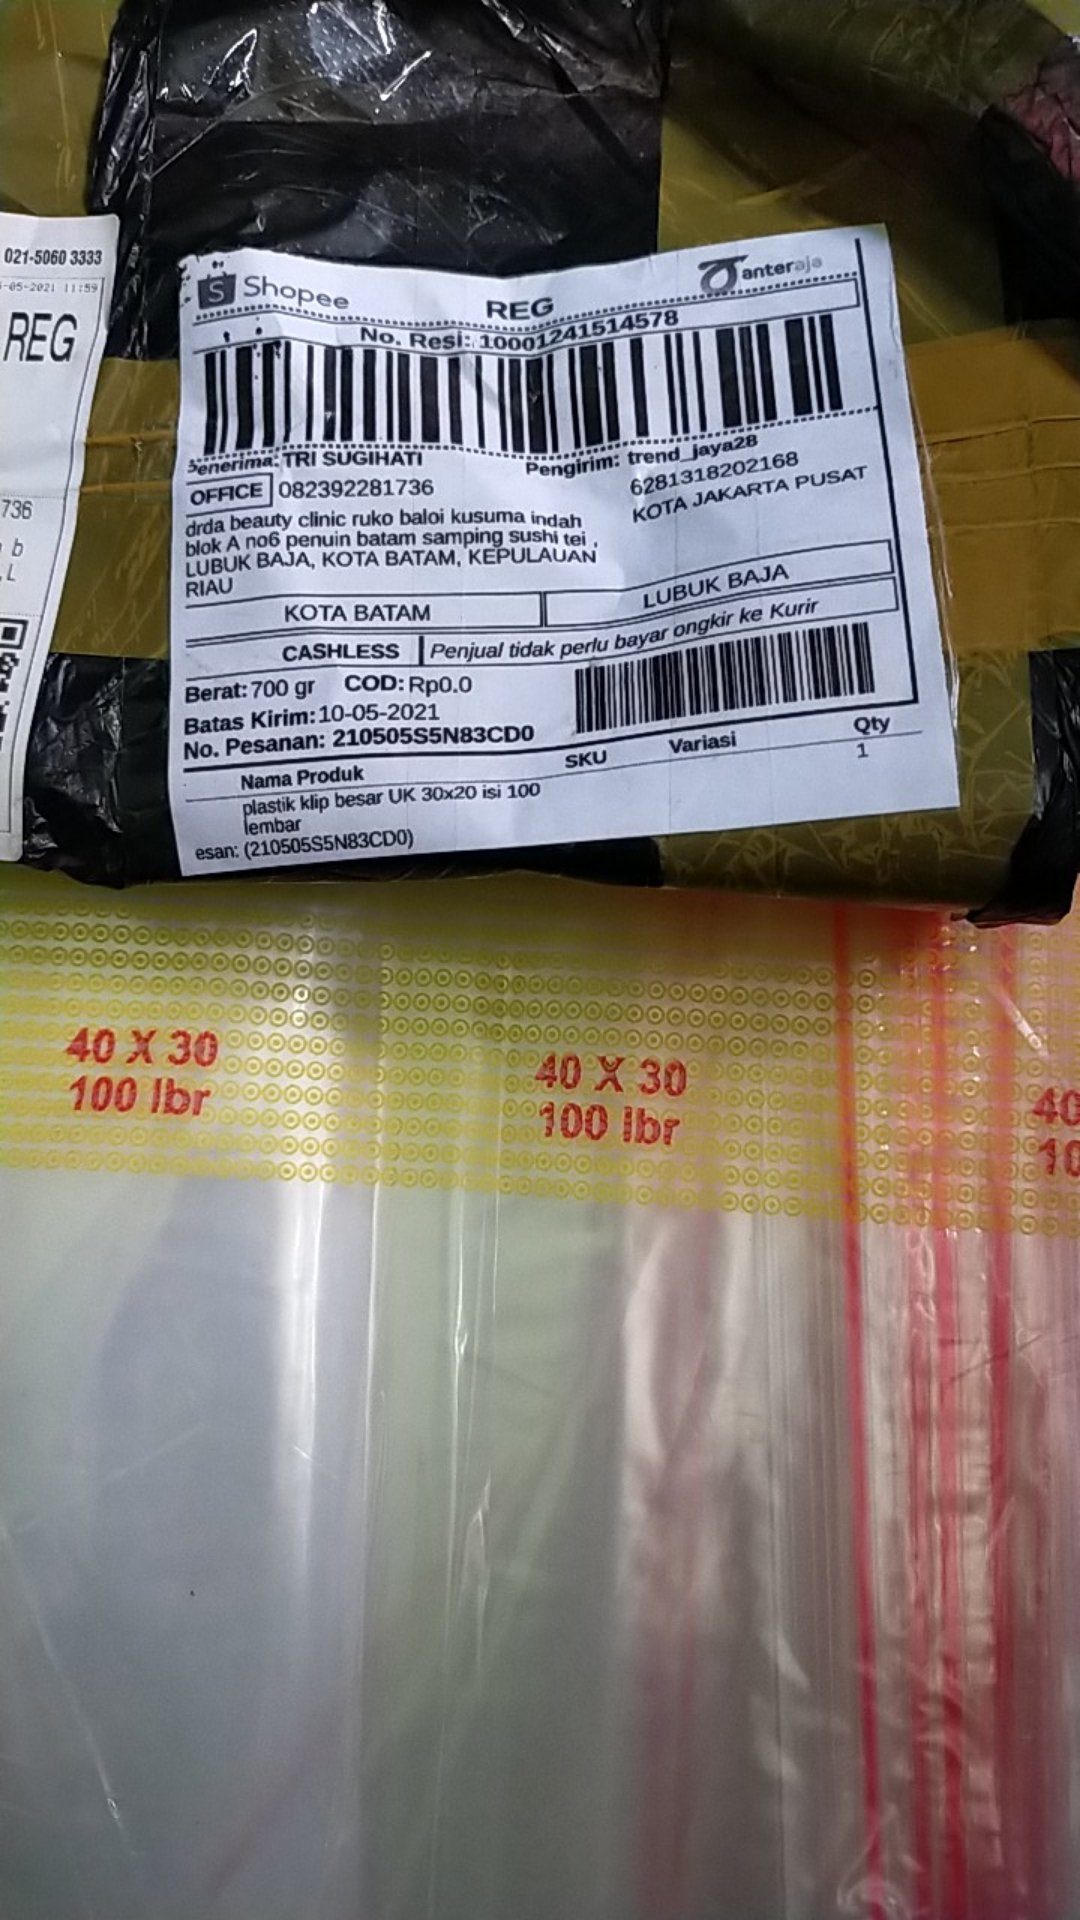 021-5060 3333
-05-2021 11:59
REG
736
b
L
Shopee
anteraja
REG
No. Resi: 10001241514578
Penerima: TRI SUGIHATI
OFFICE 082392281736
drda beauty clinic ruko baloi kusuma indah
blok A no6 penuin batam samping sushi tei ,
LUBUK BAJA, KOTA BATAM, KEPULAUAN
RIAU
Pengirim: trend_jaya28
6281318202168
KOTA JAKARTA PUSAT
KOTA BATAM LUBUK BAJA
CASHLESS Penjual tidak perlu bayar ongkir ke Kurir
Berat: 700 gr COD: Rp0.0
Batas Kirim: 10-05-2021
No. Pesanan: 210505S5N83CD0
Nama Produk SKU Variasi Qty
plastik klip besar UK 30x20 isi 100 1
lembar
esan: (210505S5N83CD0)
40 X 30
100 lbr
40 X 30
100 lbr
40
10